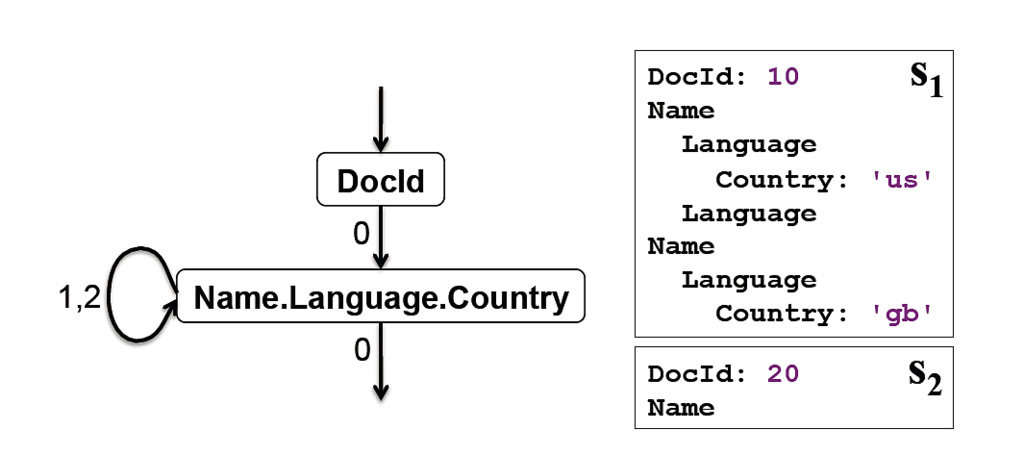 DocId
0
1,2
Name.Language.Country
0
DocId: 10
s1
Name
Language
Country: 'us'
Language
Name
Language
Country: 'gb'
DocId: 20
s2
Name